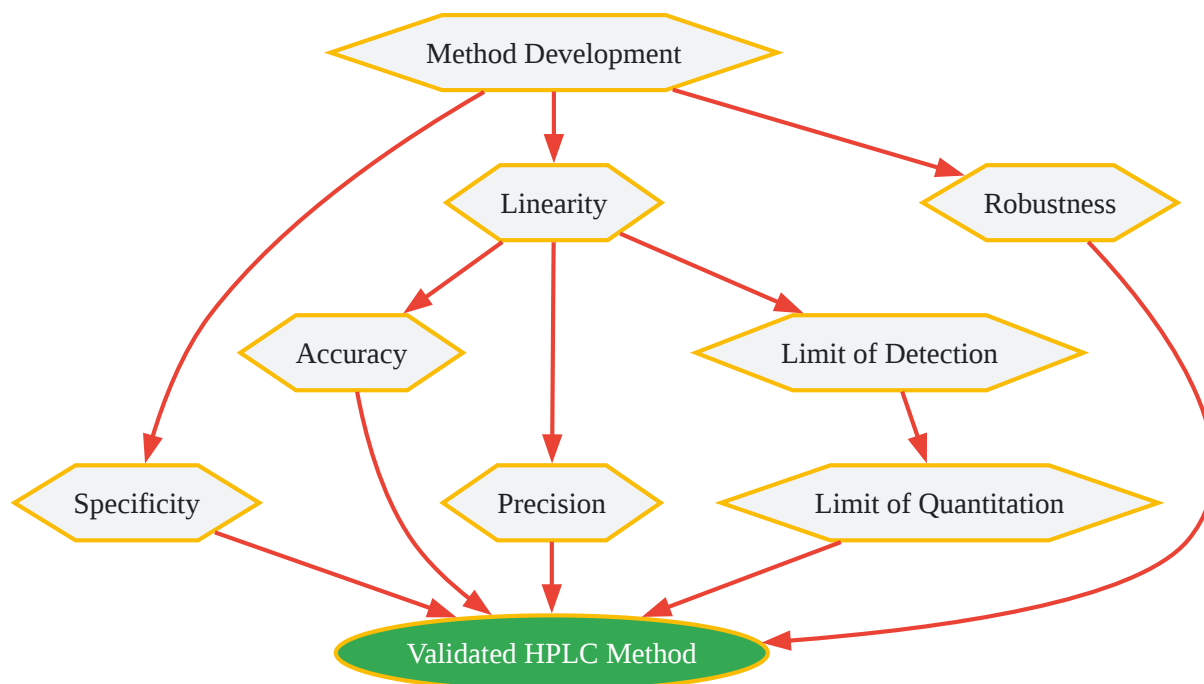 Method Development
Linearity
Robustness
Accuracy
Limit of Detection
Specificity
Precision
Limit of Quantitation
Validated HPLC Method